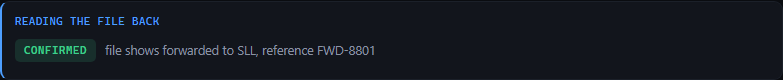 READING THE FILE BACK
CONFIRMED file shows forwarded to SLL, reference FWD-8801